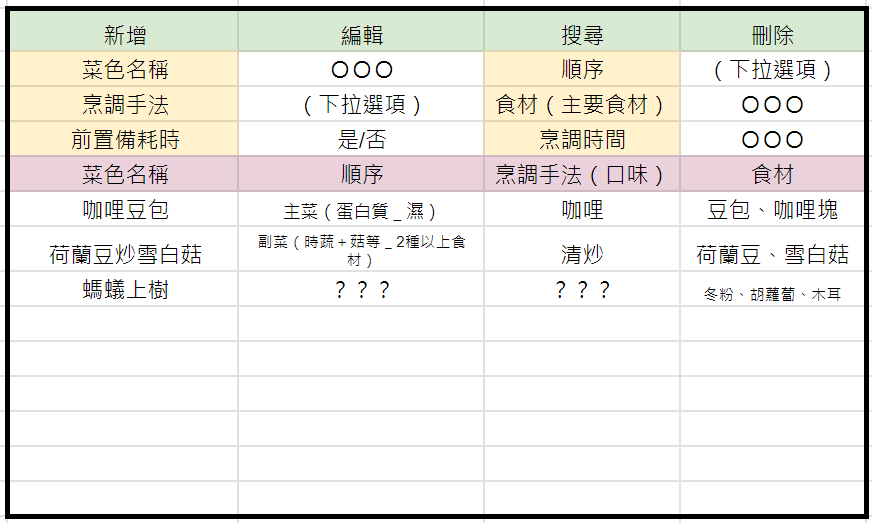 新增 編輯 搜尋 刪除
菜色名稱 〇〇〇 順序 （下拉選項）
烹調手法 （下拉選項） 食材（主要食材） 〇〇〇
前置備耗時 是/否 烹調時間 〇〇〇
菜色名稱 順序 烹調手法（口味） 食材
咖哩豆包 主菜（蛋白質＿濕） 咖哩 豆包、咖哩塊
荷蘭豆炒雪白菇 副菜（時蔬＋菇等＿2種以上食材） 清炒 荷蘭豆、雪白菇
螞蟻上樹 ？？？ ？？？ 冬粉、胡蘿蔔、木耳